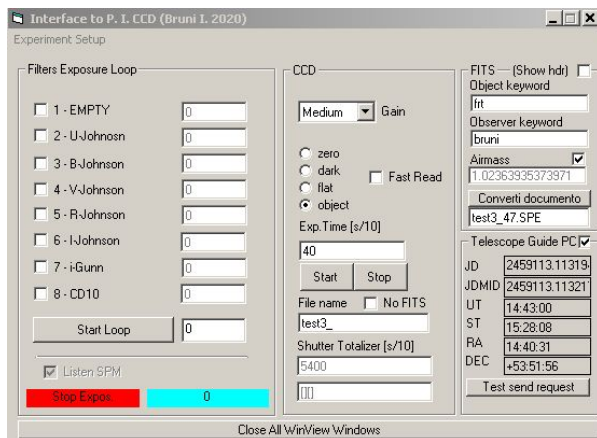 Interface to P. I. CCD (Bruni I. 2020)
Experiment Setup
Filters Exposure Loop
1 - EMPTY 0
2 - U-Johnosn 0
3 - B-Johnson 0
4 - V-Johnson 0
5 - R-Johnson 0
6 - I-Johnson 0
7 - i-Gunn 0
8 - CD10 0
Start Loop 0
Listen SPM
Stop Expos. 0
CCD
Medium Gain
zero
dark
flat
object
Fast Read
Exp.Time [s/10]
40
Start Stop
File name No FITS
test3_
Shutter Totalizer [s/10]
5400
[][]
FITS (Show hdr)
Object keyword
frt
Observer keyword
bruni
Airmass
1.02363935373971
Converti documento
test3_47.SPE
Telescope Guide PC
JD 2459113.11319
JDMID 2459113.11321
UT 14:43:00
ST 15:28:08
RA 14:40:31
DEC +53:51:56
Test send request
Close All WinView Windows